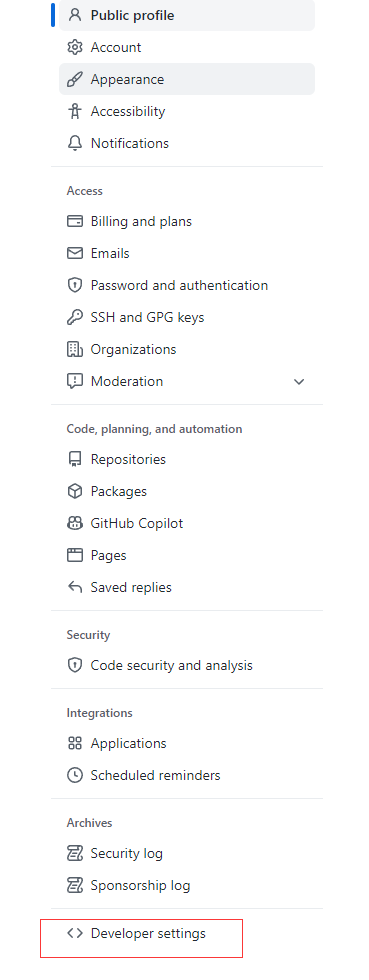 Public profile
Account
Appearance
Accessibility
Notifications
Access
Billing and plans
Emails
Password and authentication
SSH and GPG keys
Organizations
Moderation
Code, planning, and automation
Repositories
Packages
GitHub Copilot
Pages
Saved replies
Security
Code security and analysis
Integrations
Applications
Scheduled reminders
Archives
Security log
Sponsorship log
Developer settings